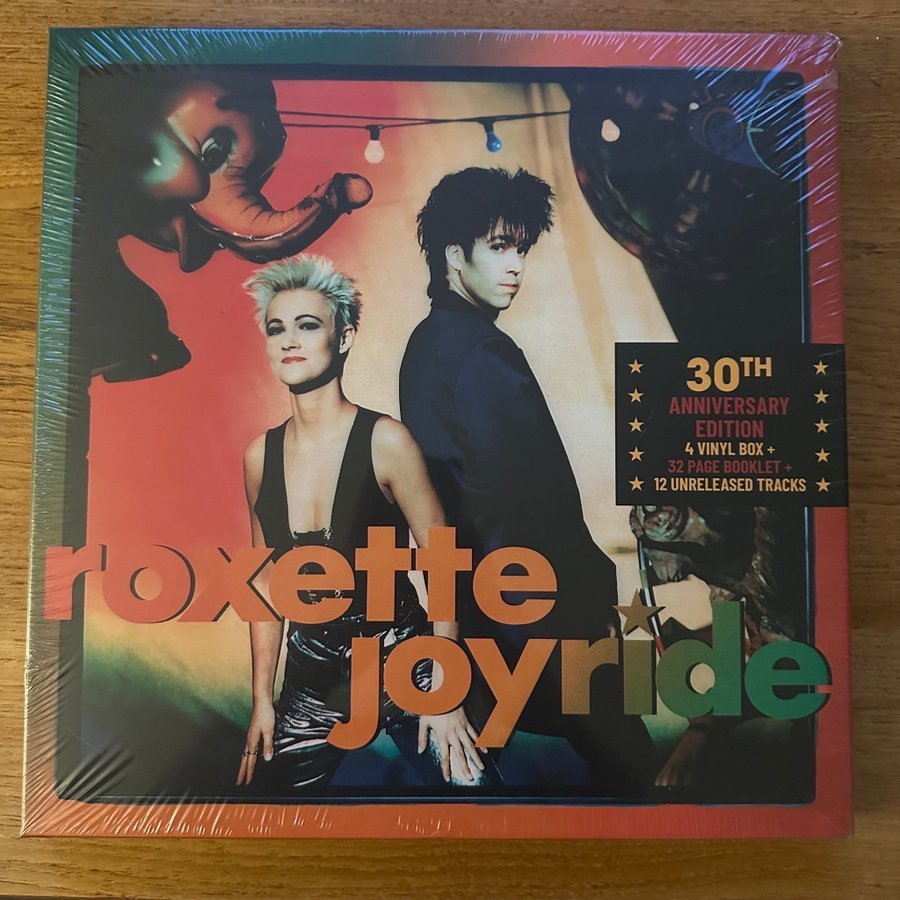 30TH
ANNIVERSARY
EDITION
4 VINYL BOX +
32 PAGE BOOKLET +
12 UNRELEASED TRACKS
roxette
joyride